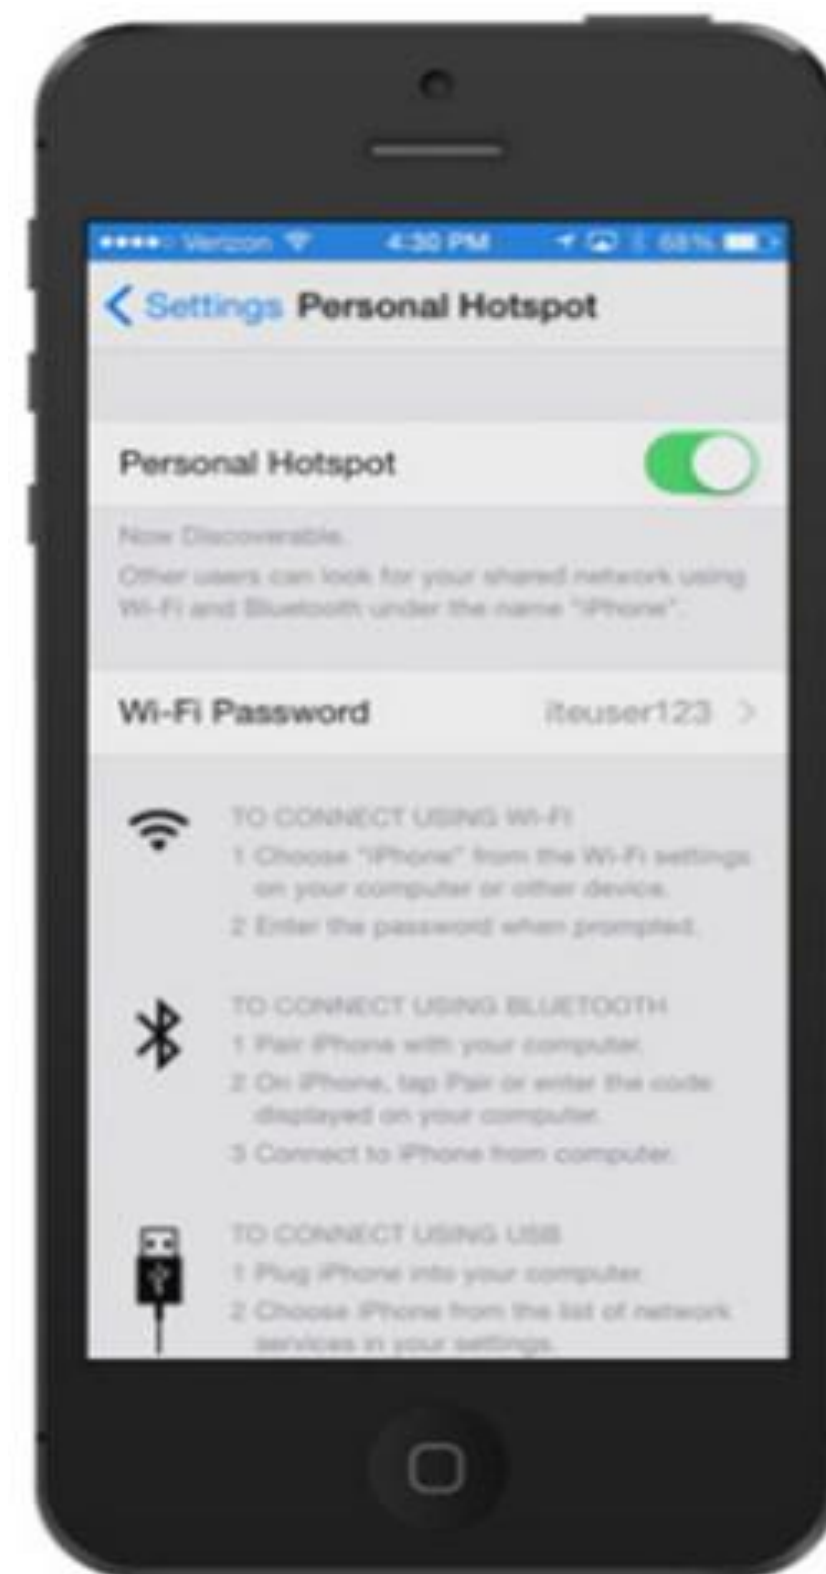 Verizon 4:30 PM 68%
Settings Personal Hotspot
Personal Hotspot
Now Discoverable.
Other users can look for your shared network using
Wi-Fi and Bluetooth under the name "iPhone".
Wi-Fi Password iteuser123
TO CONNECT USING WI-FI
1 Choose "iPhone" from the Wi-Fi settings
on your computer or other device.
2 Enter the password when prompted.
TO CONNECT USING BLUETOOTH
1 Pair iPhone with your computer.
2 On iPhone, tap Pair or enter the code
displayed on your computer.
3 Connect to iPhone from computer.
TO CONNECT USING USB
1 Plug iPhone into your computer.
2 Choose iPhone from the list of network
services in your settings.